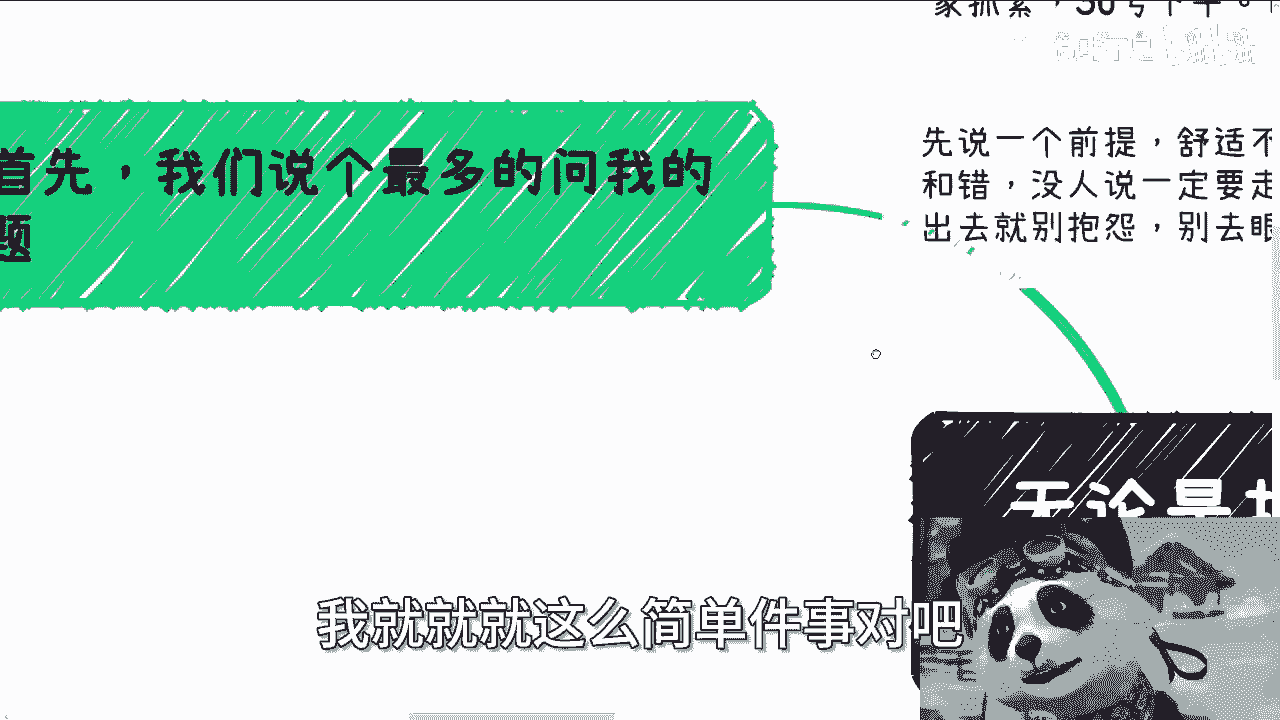 首先，我们说个最多的问我的
题
先说一个前提，舒适不
和错，没人说一定要走
出去就别抱怨，别去眼
无论是
我就就就这么简单件事对吧